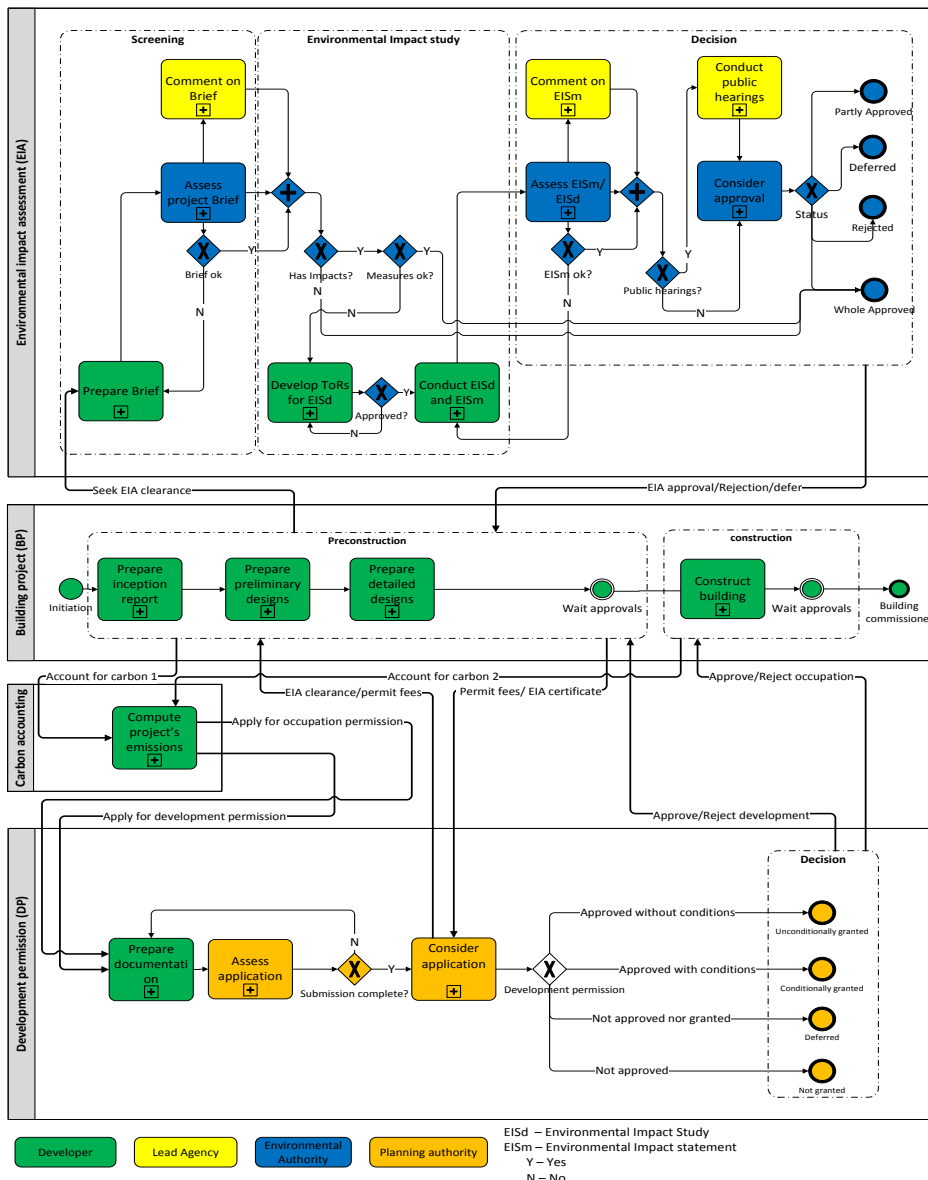 Environmental impact assessment (EIA)
Screening
Environmental Impact study
Decision
Comment on
Brief
Comment on
EISm
Conduct
public
hearings
Partly Approved
Deferred
Assess
project Brief
Assess EISm/
EISd
Consider
approval
Status
Rejected
Brief ok
Y
Has Impacts?
Y
Measures ok?
Y
EISm ok?
Y
Public hearings?
Y
N
Whole Approved
N
N
N
N
Prepare Brief
Develop ToRs
for EISd
Approved?
Y
N
Conduct EISd
and EISm
Seek EIA clearance
EIA approval/Rejection/defer
Building project (BP)
Preconstruction
construction
Initiation
Prepare
inception
report
Prepare
preliminary
designs
Prepare
detailed
designs
Wait approvals
Construct
building
Wait approvals
Building
commissione
Account for carbon 1
Account for carbon 2
Approve/Reject occupation
EIA clearance/permit fees
Permit fees/ EIA certificate
Carbon accounting
Compute
project's
emissions
Apply for occupation permission
Apply for development permission
Approve/Reject development
Development permission (DP)
Decision
Prepare
documentati
on
Assess
application
N
Submission complete?
Y
Consider
application
Development permission
Approved without conditions
Unconditionally granted
Approved with conditions
Conditionally granted
Not approved nor granted
Deferred
Not approved
Not granted
Developer
Lead Agency
Environmental
Authority
Planning authority
EISd – Environmental Impact Study
EISm – Environmental Impact statement
Y – Yes
N – No